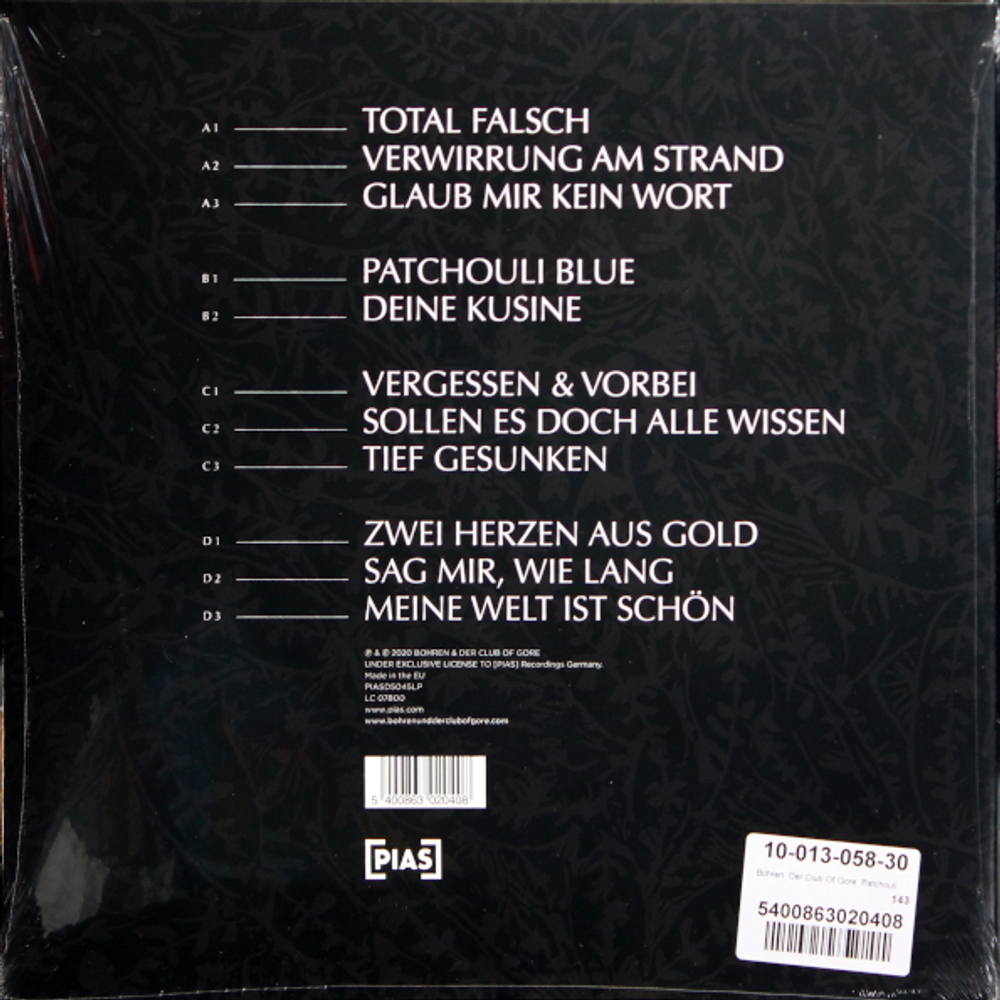 A1 TOTAL FALSCH
A2 VERWIRRUNG AM STRAND
A3 GLAUB MIR KEIN WORT
B1 PATCHOULI BLUE
B2 DEINE KUSINE
C1 VERGESSEN & VORBEI
C2 SOLLEN ES DOCH ALLE WISSEN
C3 TIEF GESUNKEN
D1 ZWEI HERZEN AUS GOLD
D2 SAG MIR, WIE LANG
D3 MEINE WELT IST SCHÖN
℗ & ℗ 2020 BOHREN & DER CLUB OF GORE
UNDER EXCLUSIVE LICENSE TO [PIAS] Recordings Germany.
Made in the EU
PIASD5045LP
LC 07800
www.pias.com
www.bohrenundderclubofgore.com
5 400863 020408
[PIAS]
10-013-058-30
Bohren Der Club Of Gore Patchouli
143
5400863020408